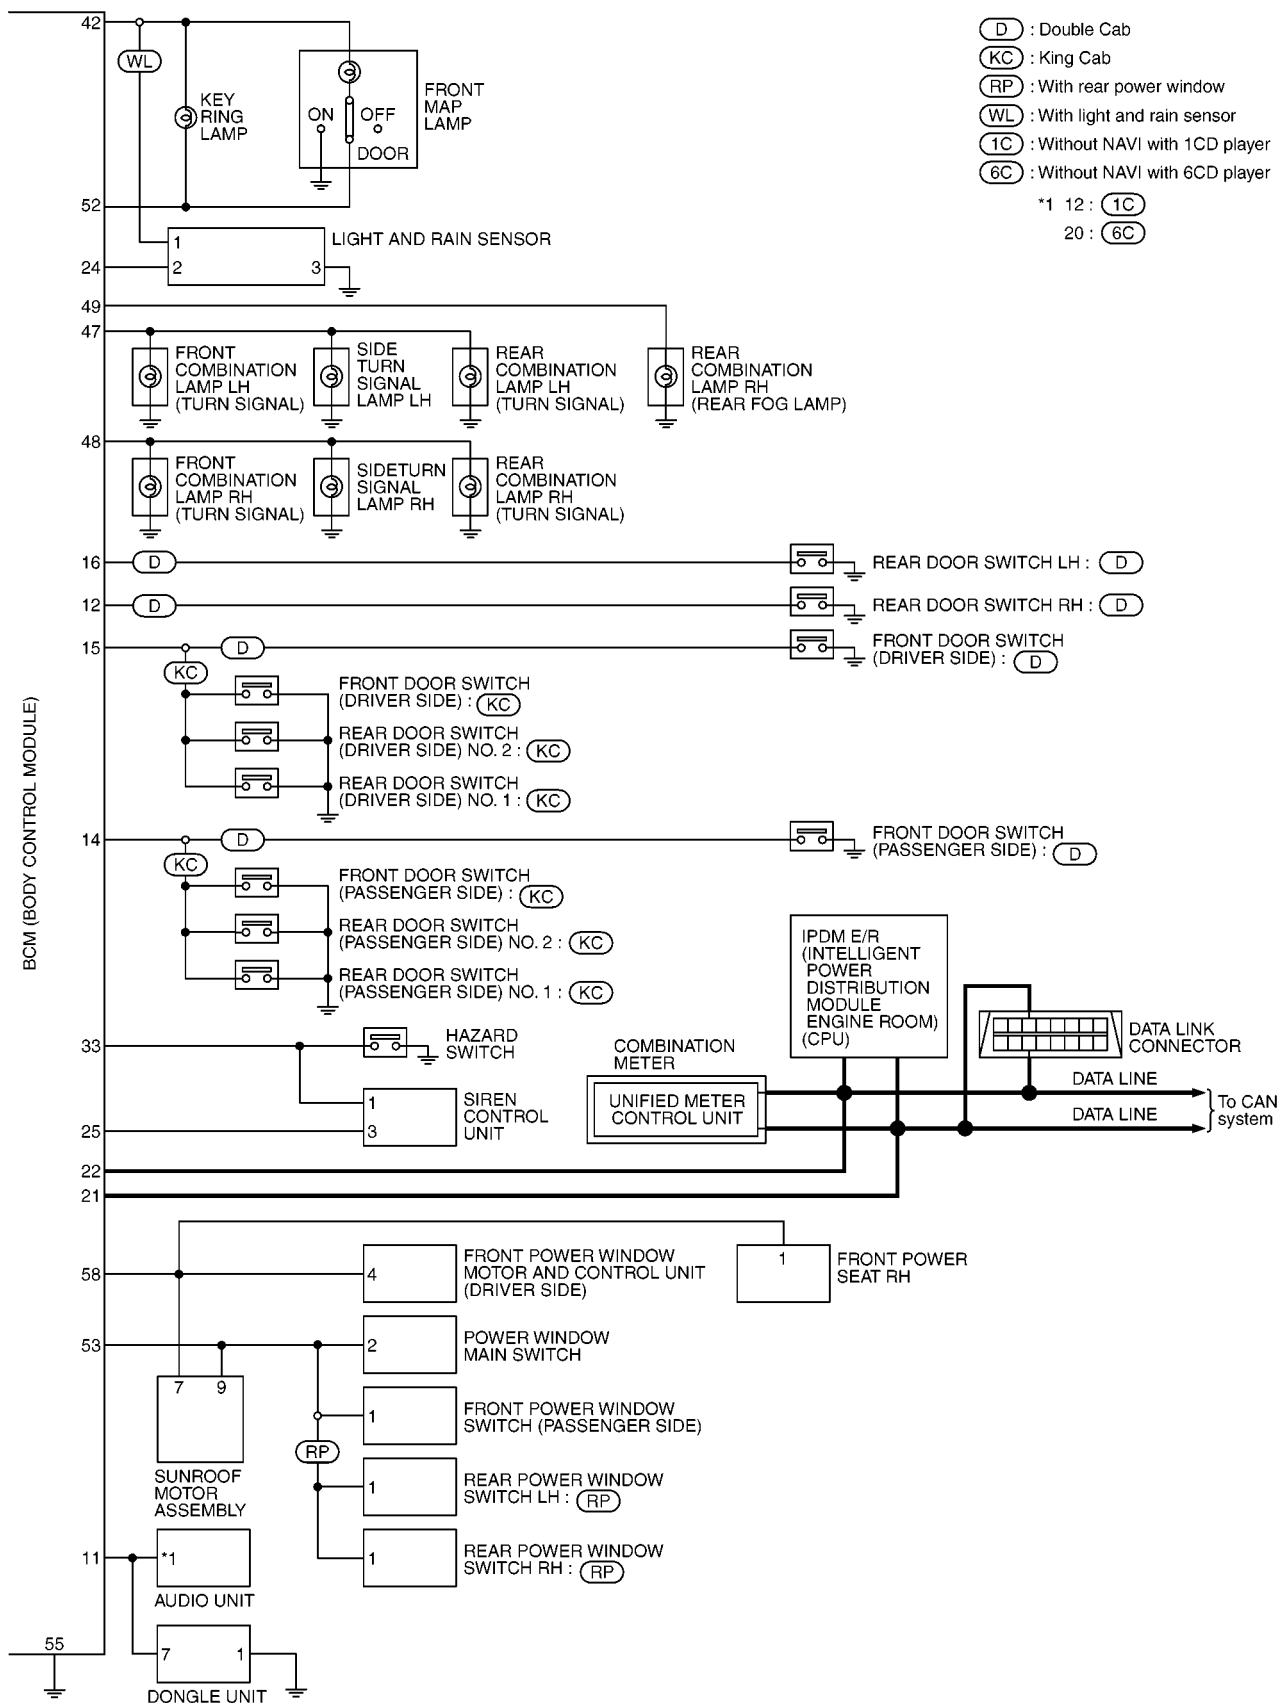 42
WL
KEY
RING
LAMP
ON
OFF
DOOR
FRONT
MAP
LAMP
D : Double Cab
KC : King Cab
RP : With rear power window
WL : With light and rain sensor
1C : Without NAVI with 1CD player
6C : Without NAVI with 6CD player
*1 12 : 1C
20 : 6C
52
1
LIGHT AND RAIN SENSOR
24
2
3
49
47
FRONT
COMBINATION
LAMP LH
(TURN SIGNAL)
SIDE
TURN
SIGNAL
LAMP LH
REAR
COMBINATION
LAMP LH
(TURN SIGNAL)
REAR
COMBINATION
LAMP RH
(REAR FOG LAMP)
48
FRONT
COMBINATION
LAMP RH
(TURN SIGNAL)
SIDETURN
SIGNAL
LAMP RH
REAR
COMBINATION
LAMP RH
(TURN SIGNAL)
16
D
REAR DOOR SWITCH LH : D
12
D
REAR DOOR SWITCH RH : D
15
D
FRONT DOOR SWITCH
(DRIVER SIDE) : D
KC
FRONT DOOR SWITCH
(DRIVER SIDE) : KC
REAR DOOR SWITCH
(DRIVER SIDE) NO. 2 : KC
REAR DOOR SWITCH
(DRIVER SIDE) NO. 1 : KC
BCM (BODY CONTROL MODULE)
14
D
FRONT DOOR SWITCH
(PASSENGER SIDE) : D
KC
FRONT DOOR SWITCH
(PASSENGER SIDE) : KC
REAR DOOR SWITCH
(PASSENGER SIDE) NO. 2 : KC
REAR DOOR SWITCH
(PASSENGER SIDE) NO. 1 : KC
IPDM E/R
(INTELLIGENT
POWER
DISTRIBUTION
MODULE
ENGINE ROOM)
(CPU)
33
HAZARD
SWITCH
COMBINATION
METER
UNIFIED METER
CONTROL UNIT
DATA LINK
CONNECTOR
DATA LINE
DATA LINE
To CAN
system
1
3
SIREN
CONTROL
UNIT
25
22
21
58
4
FRONT POWER WINDOW
MOTOR AND CONTROL UNIT
(DRIVER SIDE)
1
FRONT POWER
SEAT RH
53
2
POWER WINDOW
MAIN SWITCH
7
9
SUNROOF
MOTOR
ASSEMBLY
1
FRONT POWER WINDOW
SWITCH (PASSENGER SIDE)
RP
1
REAR POWER WINDOW
SWITCH LH : RP
1
REAR POWER WINDOW
SWITCH RH : RP
11
*1
AUDIO UNIT
55
7
1
DONGLE UNIT